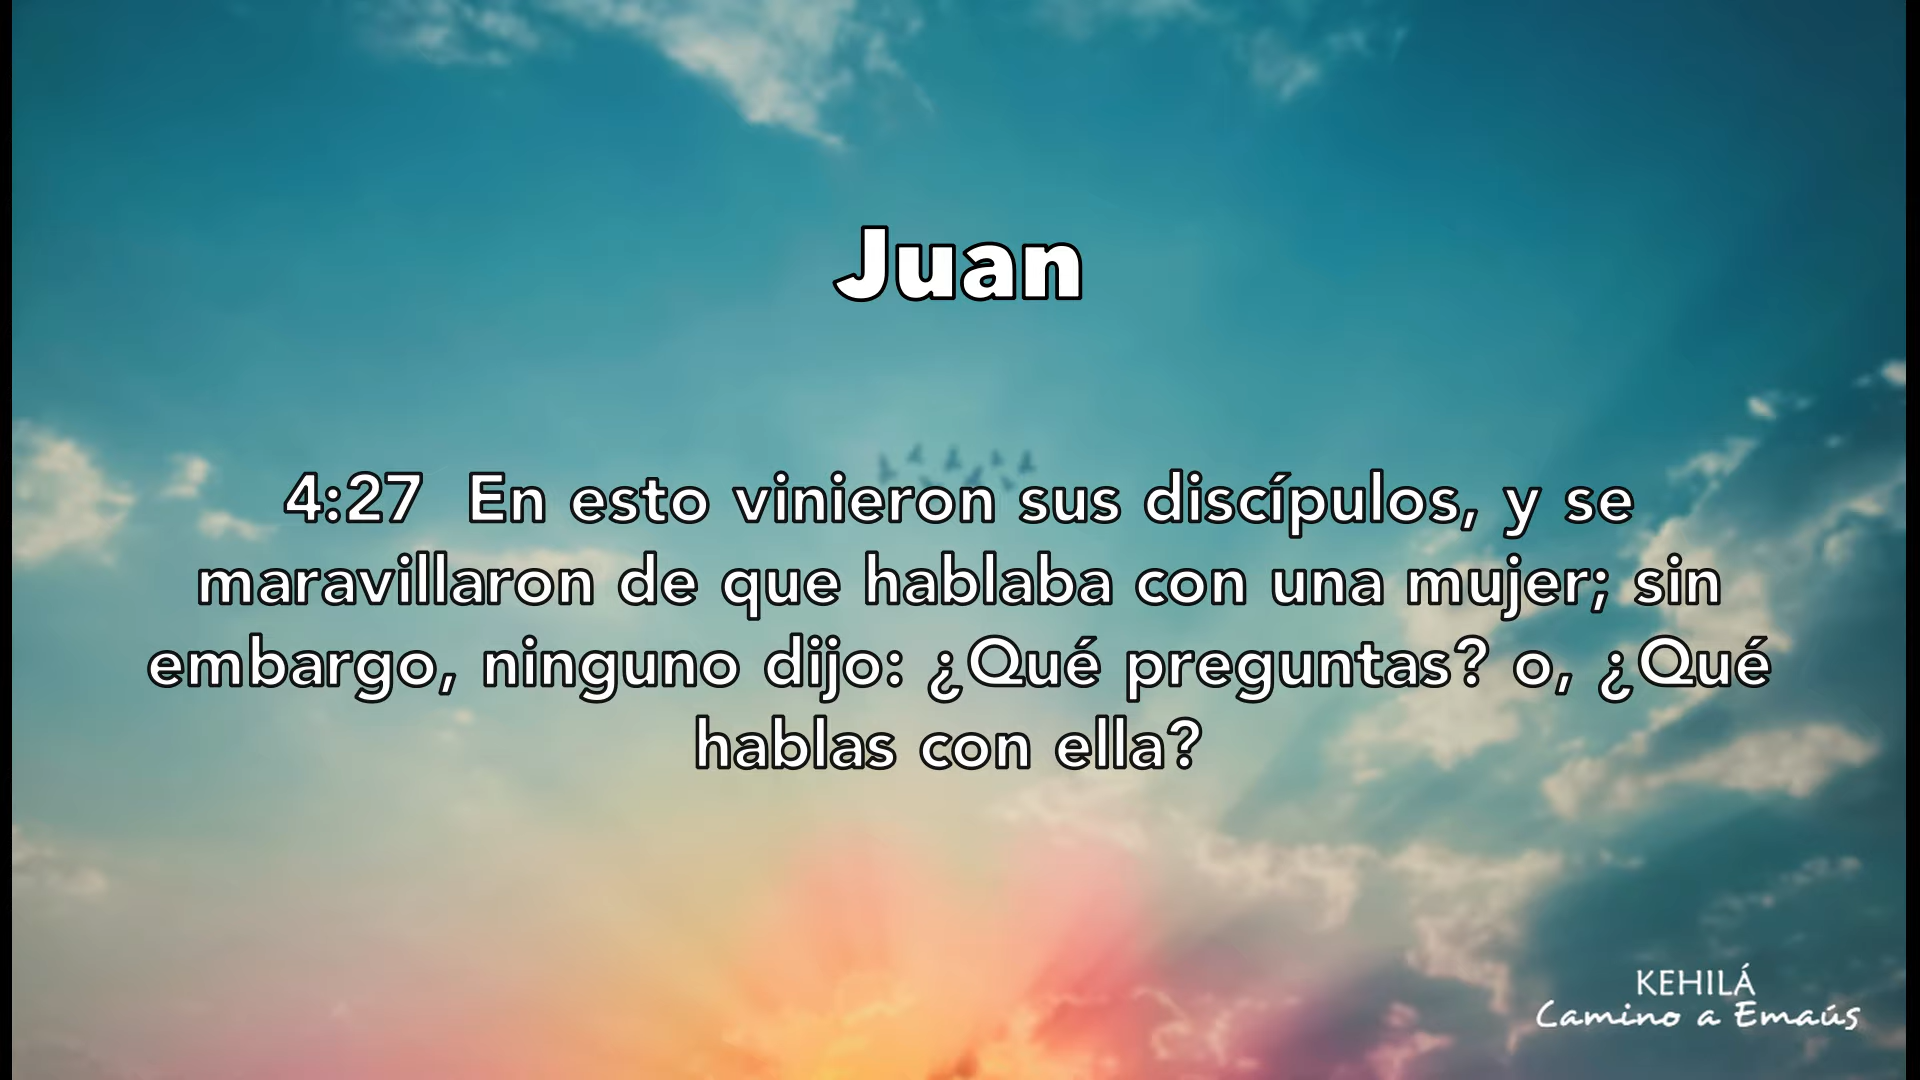 Juan
4:27 En esto vinieron sus discípulos, y se
maravillaron de que hablaba con una mujer; sin
embargo, ninguno dijo: ¿Qué preguntas? o, ¿Qué
hablas con ella?
KEHILÁ
Camino a Emaús